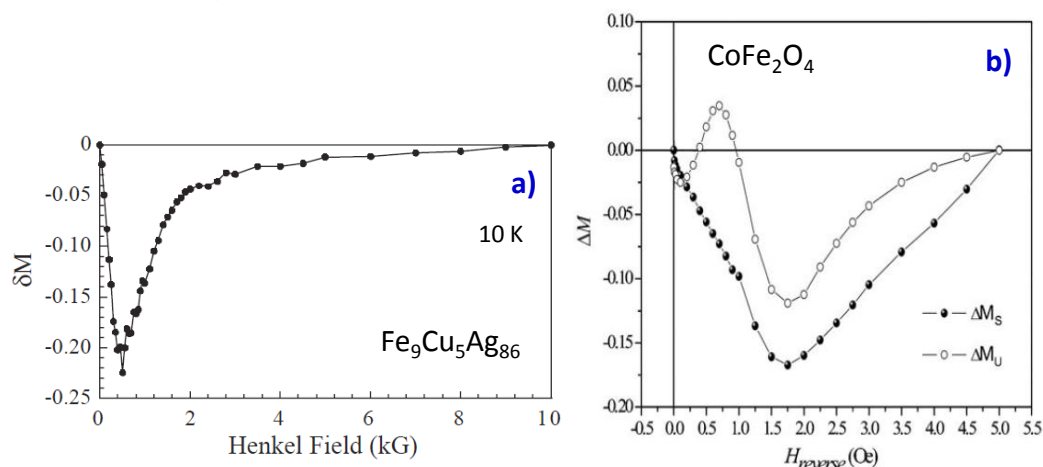 a)
10 K
Fe₉Cu₅Ag₈₆
δM
0
-0.05
-0.10
-0.15
-0.20
-0.25
0 2 4 6 8 10
Henkel Field (kG)
CoFe₂O₄
b)
ΔM
0.10
0.05
0.00
-0.05
-0.10
-0.15
-0.20
ΔMS
ΔMU
0.0 0.5 1.0 1.5 2.0 2.5 3.0 3.5 4.0 4.5 5.0 5.5
Hreverse (Oe)